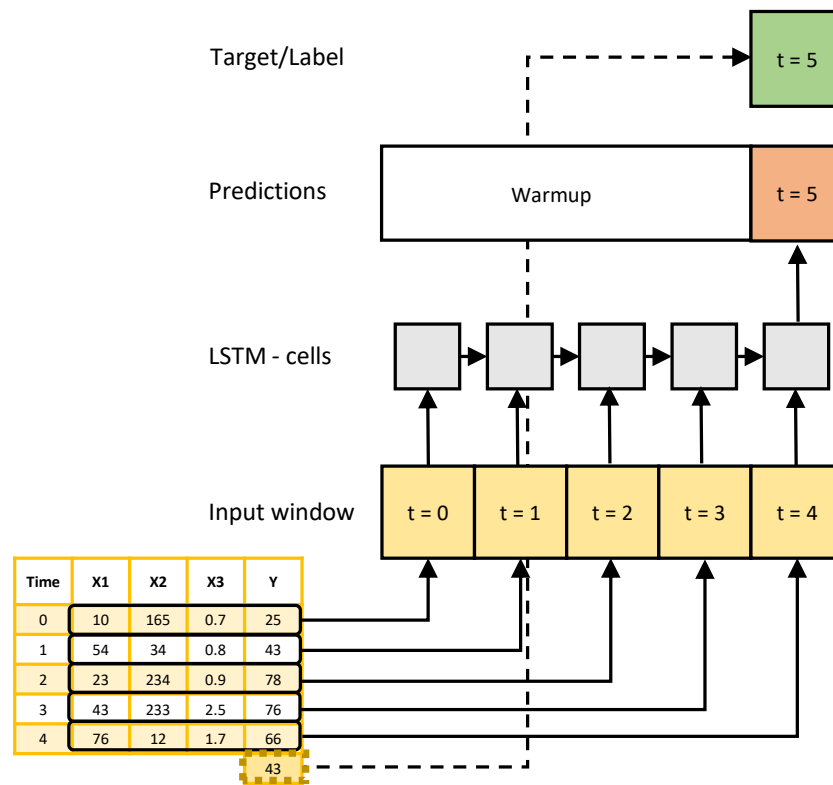 Target/Label
t = 5
Predictions
Warmup
t = 5
LSTM - cells
Input window
t = 0
t = 1
t = 2
t = 3
t = 4
Time X1 X2 X3 Y
0 10 165 0.7 25
1 54 34 0.8 43
2 23 234 0.9 78
3 43 233 2.5 76
4 76 12 1.7 66
43